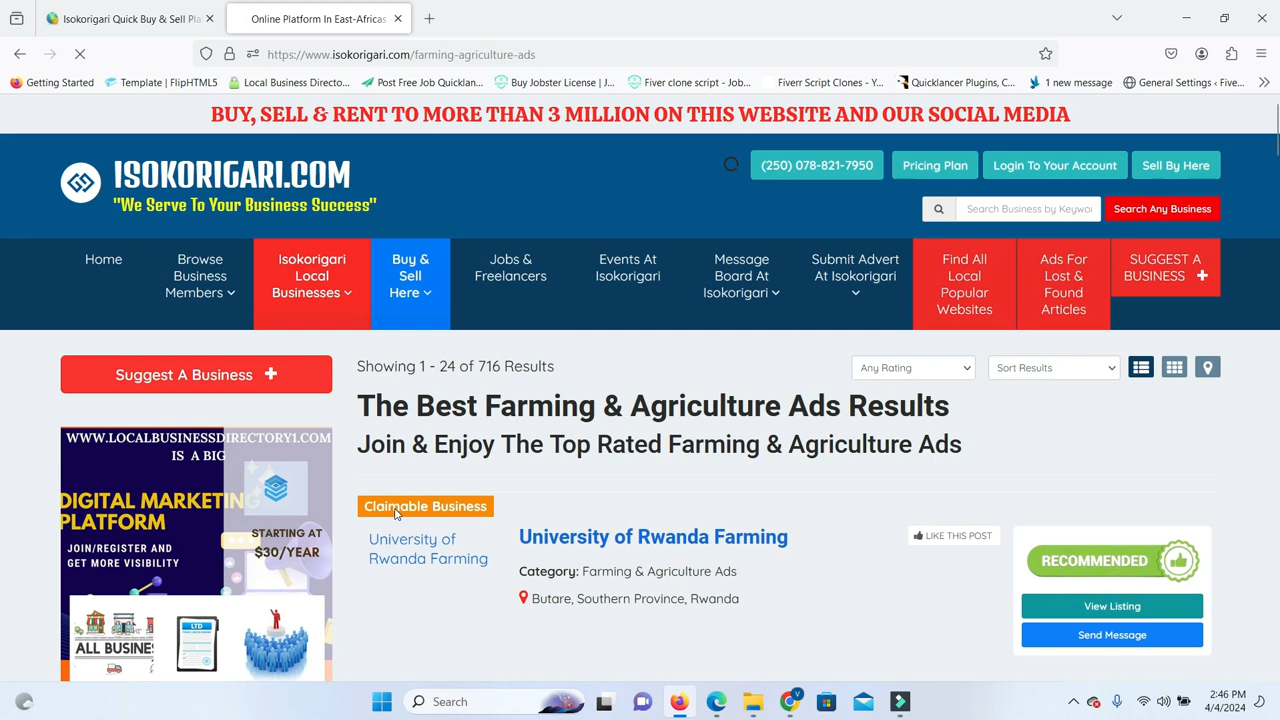 Isokorigari Quick Buy & Sell Pla
Online Platform In East-Africas
https://www.isokorigari.com/farming-agriculture-ads
Getting Started
Template | FlipHTML5
Local Business Directo...
Post Free Job Quicklan...
Buy Jobster License | J...
Fiver clone script - Job...
Fiverr Script Clones - Y...
Quicklancer Plugins, C...
1 new message
General Settings ‹ Five...
BUY, SELL & RENT TO MORE THAN 3 MILLION ON THIS WEBSITE AND OUR SOCIAL MEDIA
ISOKORIGARI.COM
"We Serve To Your Business Success"
(250) 078-821-7950
Pricing Plan
Login To Your Account
Sell By Here
Search Business by Keywor
Search Any Business
Home
Browse
Business
Members
Isokorigari
Local
Businesses
Buy &
Sell
Here
Jobs &
Freelancers
Events At
Isokorigari
Message
Board At
Isokorigari
Submit Advert
At Isokorigari
Find All
Local
Popular
Websites
Ads For
Lost &
Found
Articles
SUGGEST A
BUSINESS
Suggest A Business
Showing 1 - 24 of 716 Results
Any Rating
Sort Results
The Best Farming & Agriculture Ads Results
Join & Enjoy The Top Rated Farming & Agriculture Ads
WWW.LOCALBUSINESSDIRECTORY1.COM
IS A BIG
DIGITAL MARKETING
PLATFORM
JOIN/REGISTER AND
GET MORE VISIBILITY
STARTING AT
$30/YEAR
ALL BUSINE
LTD
Claimable Business
University of
Rwanda Farming
University of Rwanda Farming
Category: Farming & Agriculture Ads
Butare, Southern Province, Rwanda
LIKE THIS POST
RECOMMENDED
View Listing
Send Message
Search
2:46 PM
4/4/2024